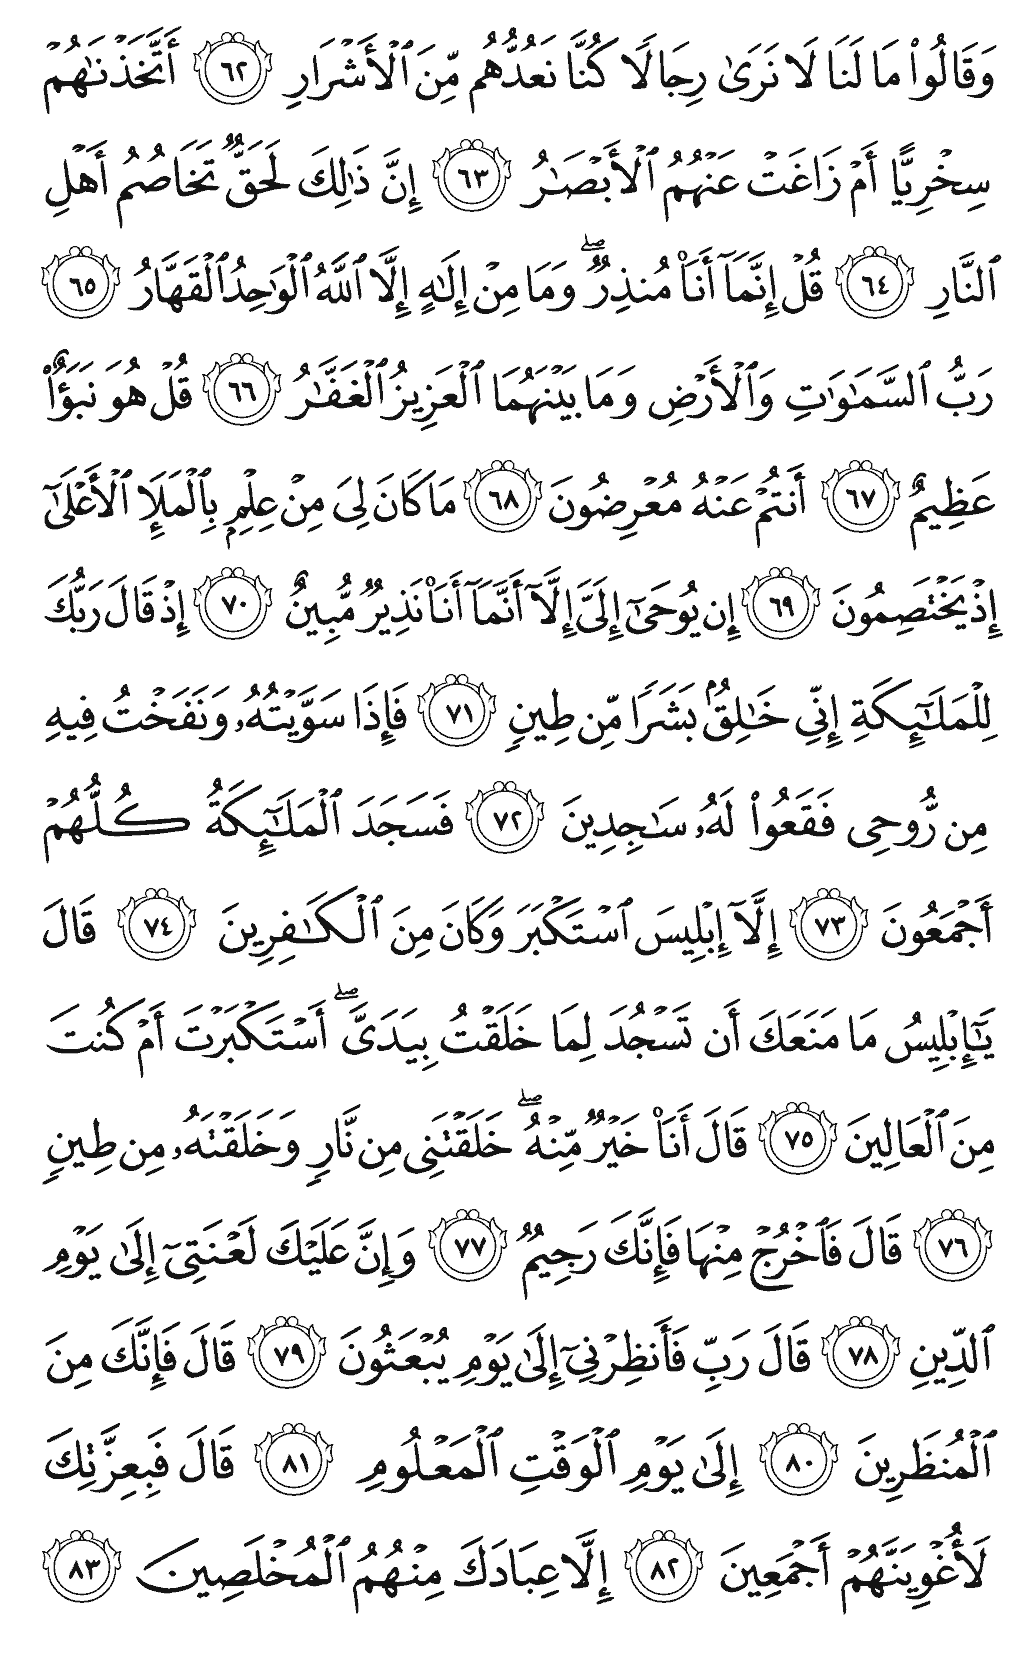 وَقَالُوا۟ مَا لَنَا لَا نَرَىٰ رِجَالًا كُنَّا نَعُدُّهُم مِّنَ ٱلْأَشْرَارِ ٦٢ أَتَّخَذْنَٰهُمْ
سِخْرِيًّا أَمْ زَاغَتْ عَنْهُمُ ٱلْأَبْصَٰرُ ٦٣ إِنَّ ذَٰلِكَ لَحَقٌّ تَخَاصُمُ أَهْلِ
ٱلنَّارِ ٦٤ قُلْ إِنَّمَآ أَنَا۠ مُنذِرٌ ۖ وَمَا مِنْ إِلَٰهٍ إِلَّا ٱللَّهُ ٱلْوَٰحِدُ ٱلْقَهَّارُ ٦٥
رَبُّ ٱلسَّمَٰوَٰتِ وَٱلْأَرْضِ وَمَا بَيْنَهُمَا ٱلْعَزِيزُ ٱلْغَفَّٰرُ ٦٦ قُلْ هُوَ نَبَؤٌا۟
عَظِيمٌ ٦٧ أَنتُمْ عَنْهُ مُعْرِضُونَ ٦٨ مَا كَانَ لِىَ مِنْ عِلْمٍۭ بِٱلْمَلَإِ ٱلْأَعْلَىٰٓ
إِذْ يَخْتَصِمُونَ ٦٩ إِن يُوحَىٰٓ إِلَىَّ إِلَّآ أَنَّمَآ أَنَا۠ نَذِيرٌ مُّبِينٌ ٧٠ إِذْ قَالَ رَبُّكَ
لِلْمَلَٰٓئِكَةِ إِنِّى خَٰلِقٌۢ بَشَرًا مِّن طِينٍ ٧١ فَإِذَا سَوَّيْتُهُۥ وَنَفَخْتُ فِيهِ
مِن رُّوحِى فَقَعُوا۟ لَهُۥ سَٰجِدِينَ ٧٢ فَسَجَدَ ٱلْمَلَٰٓئِكَةُ كُلُّهُمْ
أَجْمَعُونَ ٧٣ إِلَّآ إِبْلِيسَ ٱسْتَكْبَرَ وَكَانَ مِنَ ٱلْكَٰفِرِينَ ٧٤ قَالَ
يَٰٓإِبْلِيسُ مَا مَنَعَكَ أَن تَسْجُدَ لِمَا خَلَقْتُ بِيَدَىَّ ۖ أَسْتَكْبَرْتَ أَمْ كُنتَ
مِنَ ٱلْعَالِينَ ٧٥ قَالَ أَنَا۠ خَيْرٌ مِّنْهُ ۖ خَلَقْتَنِى مِن نَّارٍ وَخَلَقْتَهُۥ مِن طِينٍ
٧٦ قَالَ فَٱخْرُجْ مِنْهَا فَإِنَّكَ رَجِيمٌ ٧٧ وَإِنَّ عَلَيْكَ لَعْنَتِىٓ إِلَىٰ يَوْمِ
ٱلدِّينِ ٧٨ قَالَ رَبِّ فَأَنظِرْنِىٓ إِلَىٰ يَوْمِ يُبْعَثُونَ ٧٩ قَالَ فَإِنَّكَ مِنَ
ٱلْمُنظَرِينَ ٨٠ إِلَىٰ يَوْمِ ٱلْوَقْتِ ٱلْمَعْلُومِ ٨١ قَالَ فَبِعِزَّتِكَ
لَأُغْوِيَنَّهُمْ أَجْمَعِينَ ٨٢ إِلَّا عِبَادَكَ مِنْهُمُ ٱلْمُخْلَصِينَ ٨٣